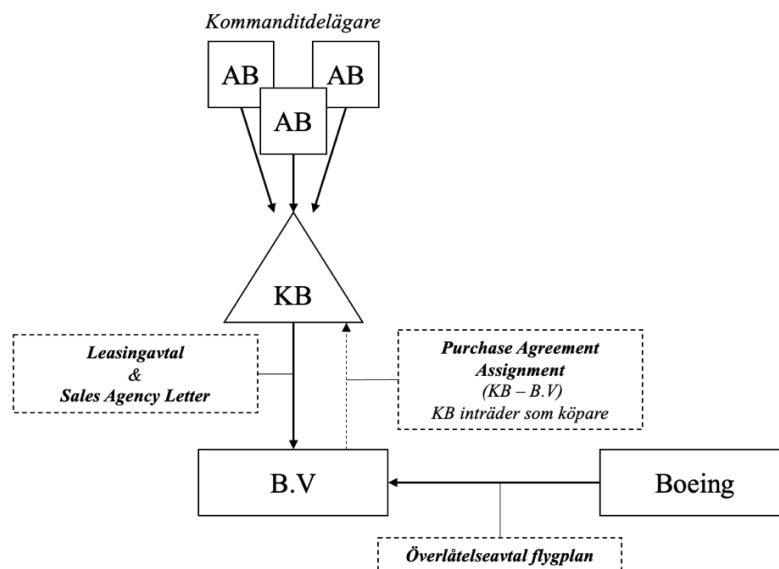 Kommanditdelägare
AB
AB
AB
KB
Leasingavtal
&
Sales Agency Letter
Purchase Agreement
Assignment
(KB – B.V)
KB inträder som köpare
B.V
Boeing
Överlåtelseavtal flygplan